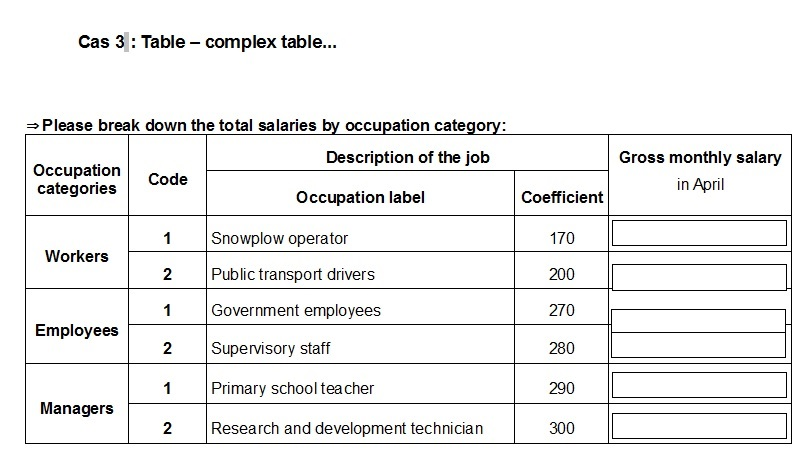 Cas 3 : Table – complex table...
⇒ Please break down the total salaries by occupation category:
Occupation categories Code Description of the job Gross monthly salary in April
Occupation label Coefficient
Workers 1 Snowplow operator 170
2 Public transport drivers 200
Employees 1 Government employees 270
2 Supervisory staff 280
Managers 1 Primary school teacher 290
2 Research and development technician 300